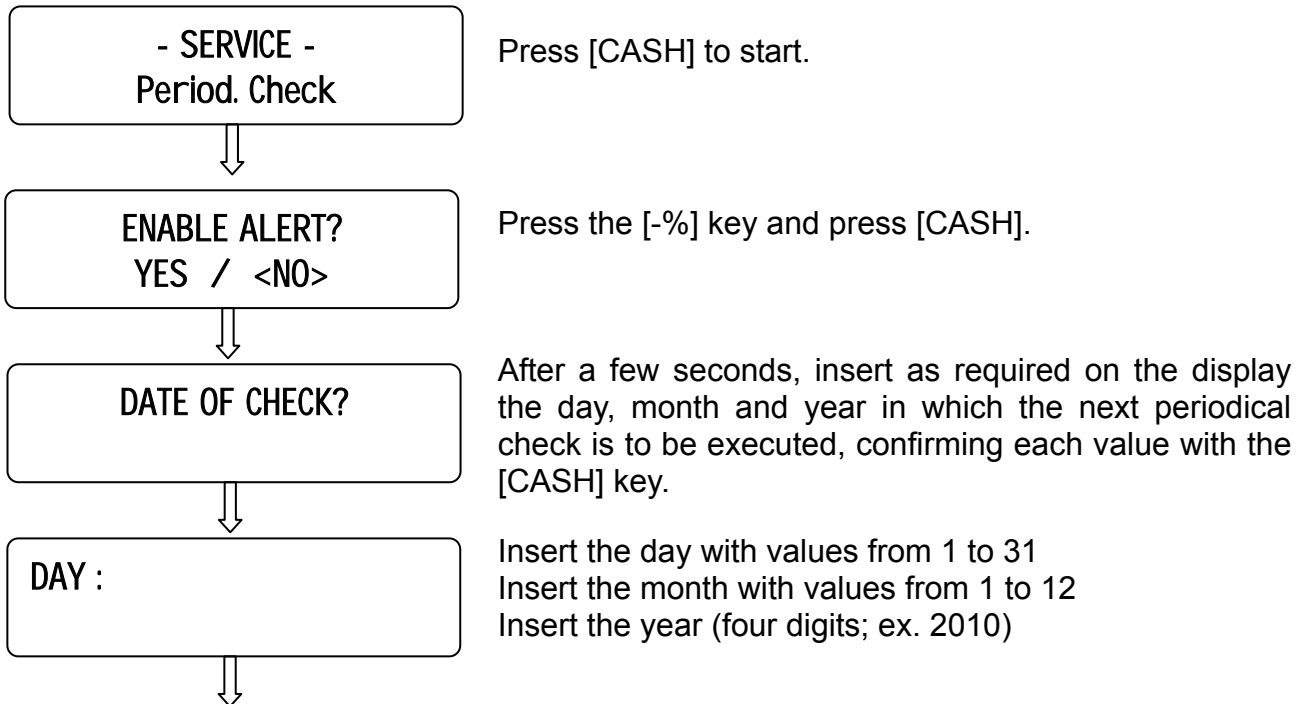 - SERVICE -
Period. Check
Press [CASH] to start.
ENABLE ALERT?
YES / <NO>
Press the [-%] key and press [CASH].
DATE OF CHECK?
After a few seconds, insert as required on the display
the day, month and year in which the next periodical
check is to be executed, confirming each value with the
[CASH] key.
DAY :
Insert the day with values from 1 to 31
Insert the month with values from 1 to 12
Insert the year (four digits; ex. 2010)